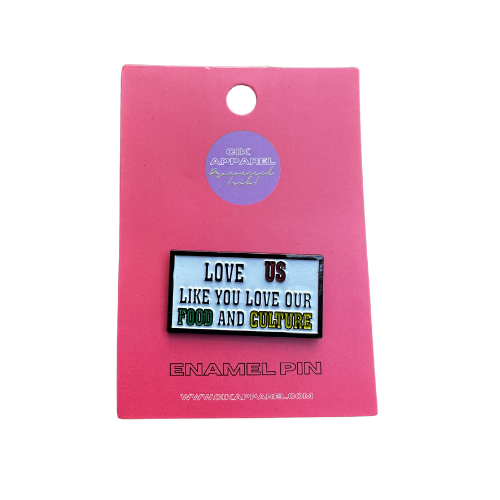 CIK
APPAREL
LOVE US
LIKE YOU LOVE OUR
FOOD AND CULTURE
ENAMEL PIN
WWW.CIKAPPAREL.COM